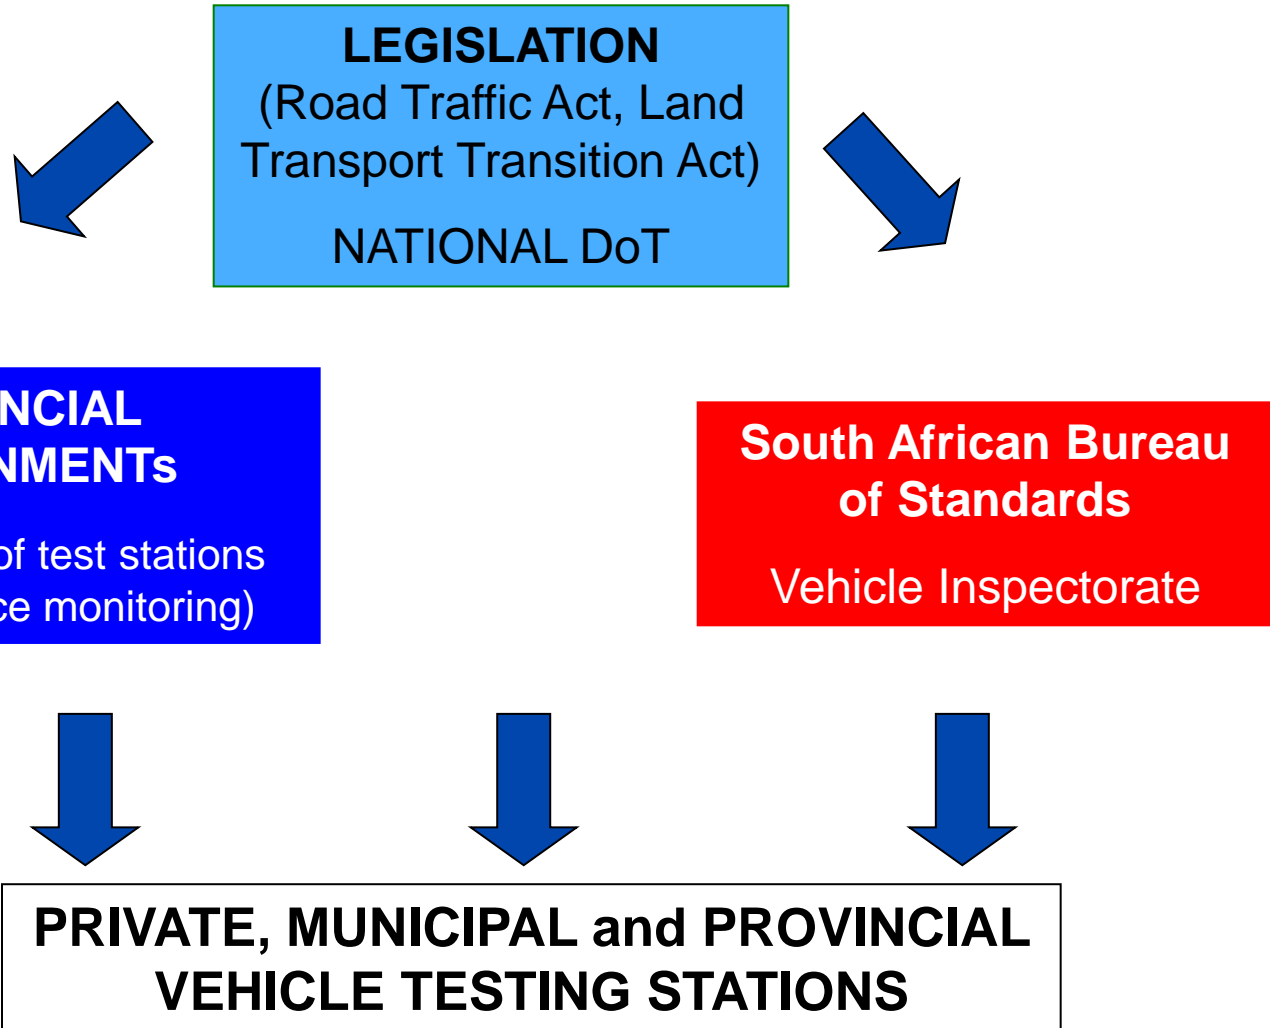 LEGISLATION
(Road Traffic Act, Land
Transport Transition Act)
NATIONAL DoT
NCIAL
NMENTs
of test stations
ce monitoring)
South African Bureau
of Standards
Vehicle Inspectorate
PRIVATE, MUNICIPAL and PROVINCIAL
VEHICLE TESTING STATIONS